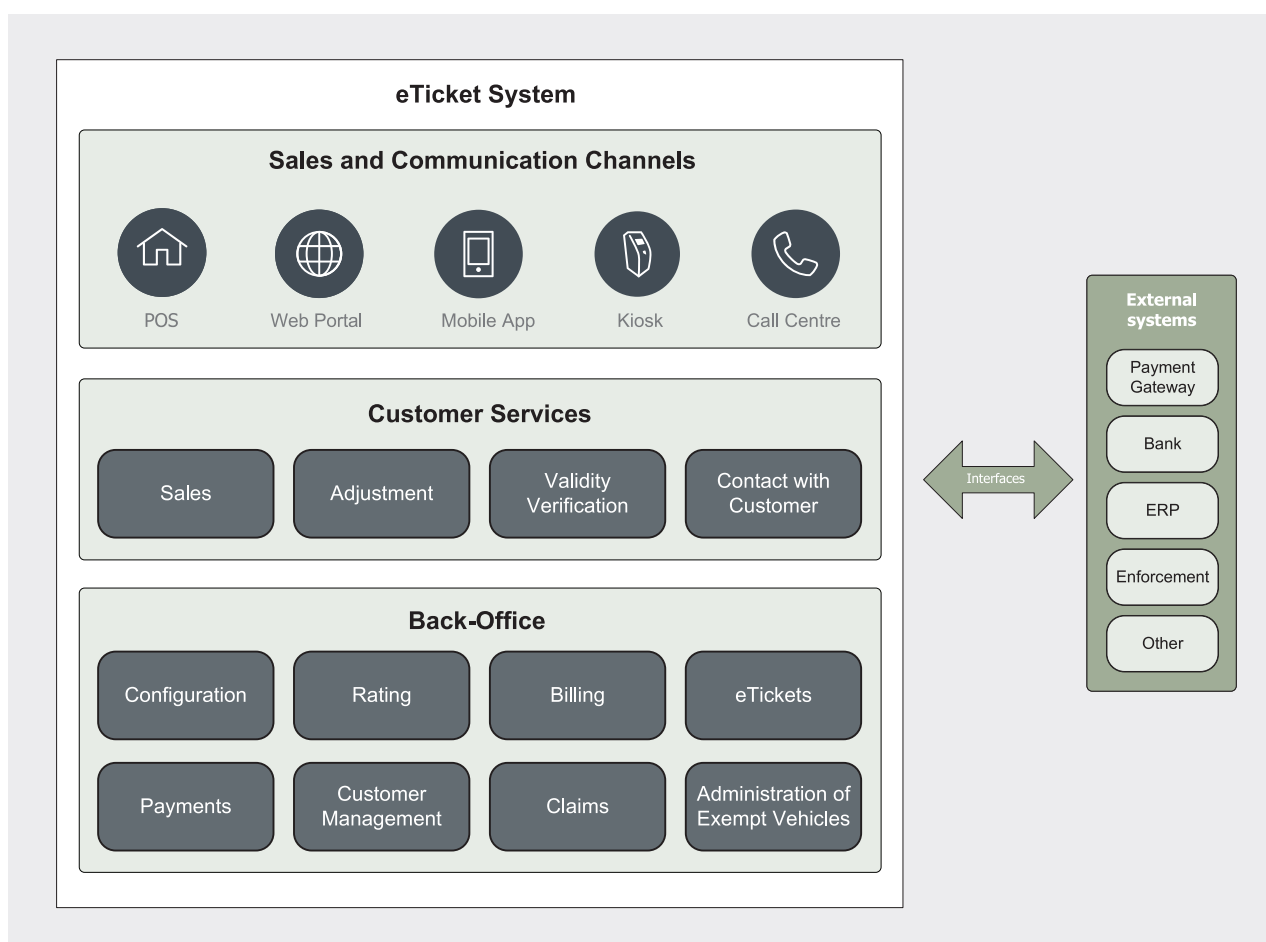 eTicket System
Sales and Communication Channels
POS
Web Portal
Mobile App
Kiosk
Call Centre
Customer Services
Sales
Adjustment
Validity
Verification
Contact with
Customer
Back-Office
Configuration
Rating
Billing
eTickets
Payments
Customer
Management
Claims
Administration of
Exempt Vehicles
Interfaces
External
systems
Payment
Gateway
Bank
ERP
Enforcement
Other